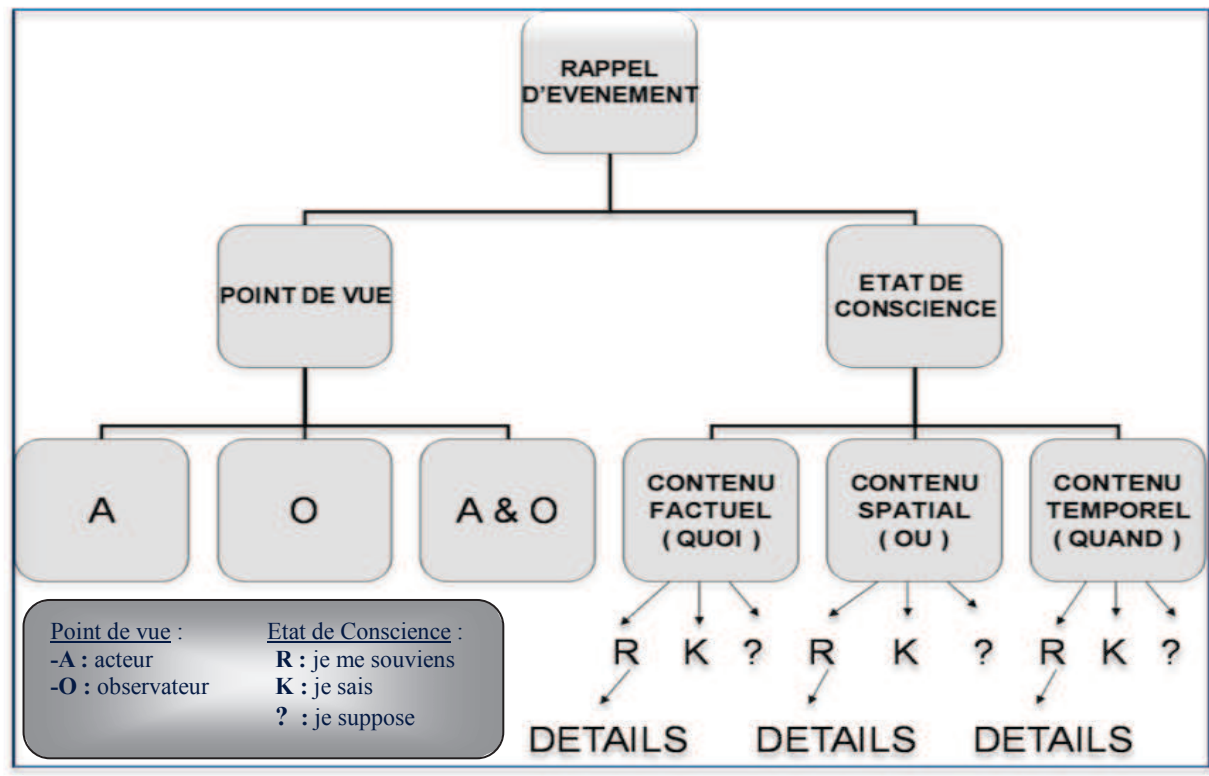 RAPPEL
D'EVENEMENT
POINT DE VUE
ETAT DE
CONSCIENCE
A
O
A & O
CONTENU
FACTUEL
( QUOI )
CONTENU
SPATIAL
( OU )
CONTENU
TEMPOREL
( QUAND )
R K ?
R K ?
R K ?
DETAILS
DETAILS
DETAILS
Point de vue :
-A : acteur
-O : observateur
Etat de Conscience :
R : je me souviens
K : je sais
? : je suppose